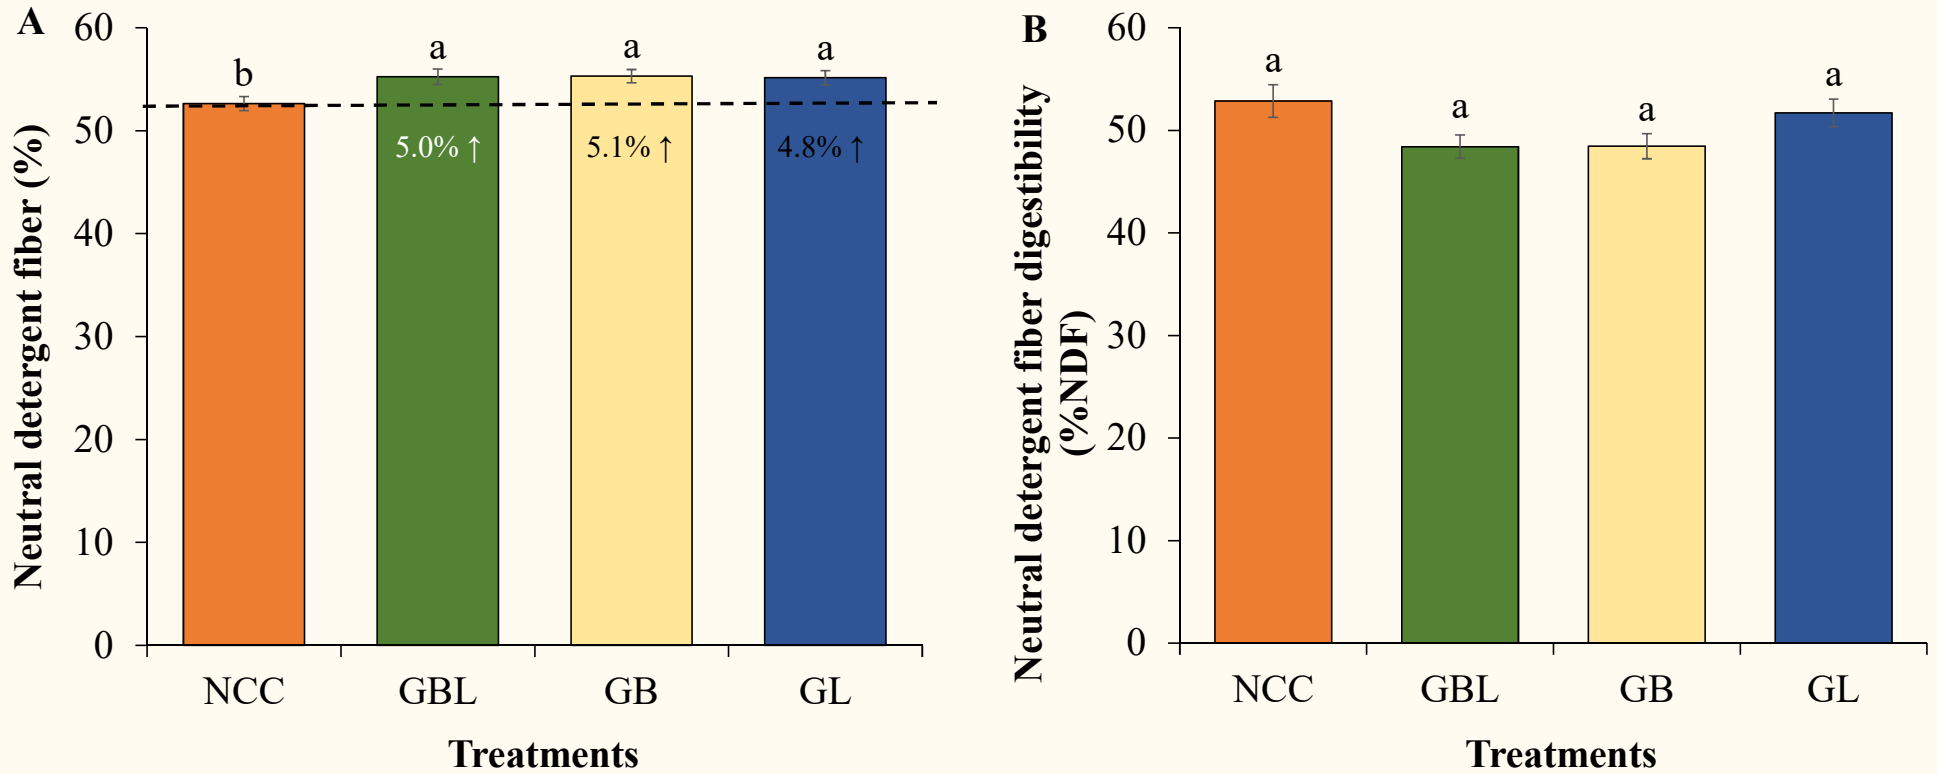 A
Neutral detergent fiber (%)
60
50
40
30
20
10
0
b
a
a
a
5.0% ↑
5.1% ↑
4.8% ↑
NCC
GBL
GB
GL
Treatments
B
Neutral detergent fiber digestibility
(%NDF)
60
50
40
30
20
10
0
a
a
a
a
NCC
GBL
GB
GL
Treatments